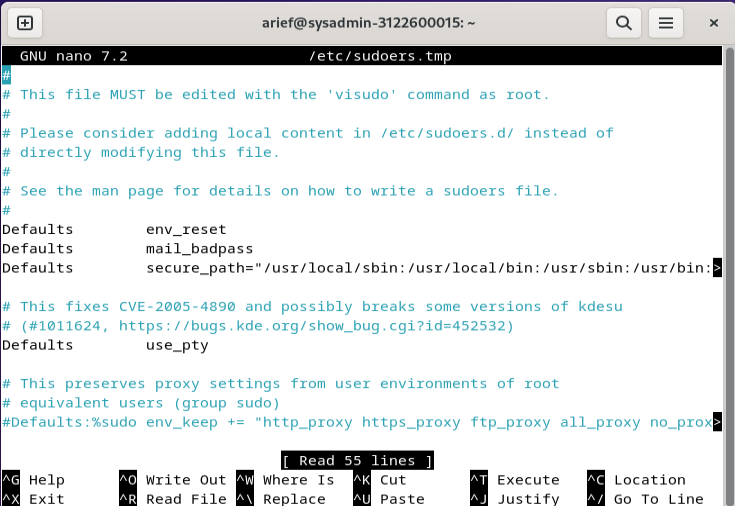 arief@sysadmin-3122600015: ~
GNU nano 7.2 /etc/sudoers.tmp
#
# This file MUST be edited with the 'visudo' command as root.
#
# Please consider adding local content in /etc/sudoers.d/ instead of
# directly modifying this file.
#
# See the man page for details on how to write a sudoers file.
#
Defaults env_reset
Defaults mail_badpass
Defaults secure_path="/usr/local/sbin:/usr/local/bin:/usr/sbin:/usr/bin:>
# This fixes CVE-2005-4890 and possibly breaks some versions of kdesu
# (#1011624, https://bugs.kde.org/show_bug.cgi?id=452532)
Defaults use_pty
# This preserves proxy settings from user environments of root
# equivalent users (group sudo)
#Defaults:%sudo env_keep += "http_proxy https_proxy ftp_proxy all_proxy no_prox>
[ Read 55 lines ]
^G Help ^O Write Out ^W Where Is ^K Cut ^T Execute ^C Location
^X Exit ^R Read File ^\ Replace ^U Paste ^J Justify ^/ Go To Line